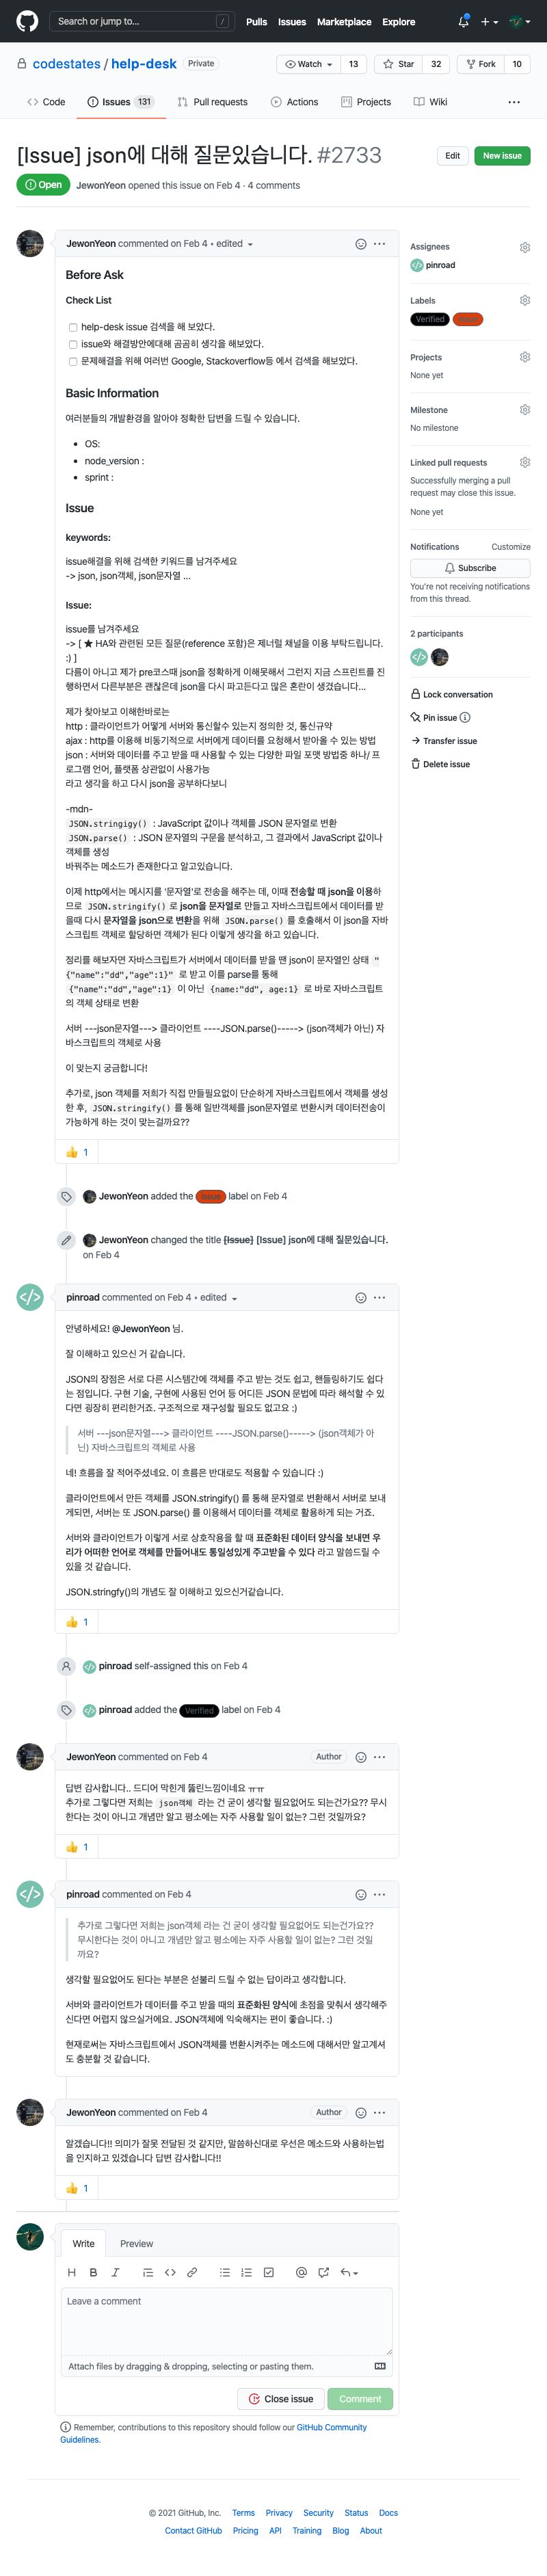 Search or jump to...
/
Pulls
Issues
Marketplace
Explore
codestates / help-desk
Private
Watch
13
Star
32
Fork
10
Code
Issues 131
Pull requests
Actions
Projects
Wiki
[Issue] json에 대해 질문있습니다. #2733
Edit
New issue
Open
JewonYeon opened this issue on Feb 4 · 4 comments
JewonYeon commented on Feb 4 • edited
Before Ask
Check List
help-desk issue 검색을 해 보았다.
issue와 해결방안에대해 곰곰히 생각을 해보았다.
문제해결을 위해 여러번 Google, Stackoverflow등 에서 검색을 해보았다.
Basic Information
여러분들의 개발환경을 알아야 정확한 답변을 드릴 수 있습니다.
• OS:
• node_version :
• sprint :
Issue
keywords:
issue해결을 위해 검색한 키워드를 남겨주세요
-> json, json객체, json문자열 ...
Issue:
issue를 남겨주세요
-> [ ★ HA와 관련된 모든 질문(reference 포함)은 제너럴 채널을 이용 부탁드립니다.
:) ]
다름이 아니고 제가 pre코스때 json을 정확하게 이해못해서 그런지 지금 스프린트를 진
행하면서 다른부분은 괜찮은데 json을 다시 파고든다고 많은 혼란이 생겼습니다...
제가 찾아보고 이해한바로는
http : 클라이언트가 어떻게 서버와 통신할수 있는지 정의한 것, 통신규약
ajax : http를 이용해 비동기적으로 서버에게 데이터를 요청해서 받아올 수 있는 방법
json : 서버와 데이터를 주고 받을 때 사용할 수 있는 다양한 파일 포맷 방법중 하나/ 프
로그램 언어, 플랫폼 상관없이 사용가능
라고 생각을 하고 다시 json을 공부하다보니
-mdn-
JSON.stringigy() : JavaScript 값이나 객체를 JSON 문자열로 변환
JSON.parse() : JSON 문자열의 구문을 분석하고, 그 결과에서 JavaScript 값이나
객체를 생성
바꿔주는 메소드가 존재한다고 알고있습니다.
이제 http에서는 메시지를 '문자열'로 전송을 해주는 데, 이때 전송할 때 json을 이용하
므로 JSON.stringify() 로 json을 문자열로 만들고 자바스크립트에서 데이터를 받
을때 다시 문자열을 json으로 변환을 위해 JSON.parse() 를 호출해서 이 json을 자바
스크립트 객체로 할당하면 객체가 된다 이렇게 생각을 하고 있습니다.
정리를 해보자면 자바스크립트가 서버에서 데이터를 받을 땐 json이 문자열인 상태 "
{"name":"dd","age":1}" 로 받고 이를 parse를 통해
{"name":"dd","age":1} 이 아닌 {name:"dd", age:1} 로 바로 자바스크립트
의 객체 상태로 변환
서버 ---json문자열---> 클라이언트 ----JSON.parse()-----> (json객체가 아닌) 자
바스크립트의 객체로 사용
이 맞는지 궁금합니다!
추가로, json 객체를 저희가 직접 만들필요없이 단순하게 자바스크립트에서 객체를 생성
한 후, JSON.stringify() 를 통해 일반객체를 json문자열로 변환시켜 데이터전송이
가능하게 하는 것이 맞는걸까요??
👍 1
JewonYeon added the Issue label on Feb 4
JewonYeon changed the title [Issue] [Issue] json에 대해 질문있습니다.
on Feb 4
pinroad commented on Feb 4 • edited
안녕하세요! @JewonYeon 님.
잘 이해하고 있으신 거 같습니다.
JSON의 장점은 서로 다른 시스템간에 객체를 주고 받는 것도 쉽고, 핸들링하기도 쉽다
는 점입니다. 구현 기술, 구현에 사용된 언어 등 어디든 JSON 문법에 따라 해석할 수 있
다면 굉장히 편리한거죠. 구조적으로 재구성할 필요도 없고요 :)
서버 ---json문자열---> 클라이언트 ----JSON.parse()-----> (json객체가 아
닌) 자바스크립트의 객체로 사용
네! 흐름을 잘 적어주셨네요. 이 흐름은 반대로도 적용할 수 있습니다 :)
클라이언트에서 만든 객체를 JSON.stringify() 를 통해 문자열로 변환해서 서버로 보내
게되면, 서버는 또 JSON.parse() 를 이용해서 데이터를 객체로 활용하게 되는 거죠.
서버와 클라이언트가 이렇게 서로 상호작용을 할 때 표준화된 데이터 양식을 보내면 우
리가 어떠한 언어로 객체를 만들어내도 통일성있게 주고받을 수 있다 라고 말씀드릴 수
있을 것 같습니다.
JSON.stringfy()의 개념도 잘 이해하고 있으신거같습니다.
👍 1
pinroad self-assigned this on Feb 4
pinroad added the Verified label on Feb 4
JewonYeon commented on Feb 4
Author
답변 감사합니다.. 드디어 막힌게 뚫린느낌이네요 ㅠㅠ
추가로 그렇다면 저희는 json객체 라는 건 굳이 생각할 필요없어도 되는건가요?? 무시
한다는 것이 아니고 개념만 알고 평소에는 자주 사용할 일이 없는? 그런 것일까요?
👍 1
pinroad commented on Feb 4
추가로 그렇다면 저희는 json객체 라는 건 굳이 생각할 필요없어도 되는건가요??
무시한다는 것이 아니고 개념만 알고 평소에는 자주 사용할 일이 없는? 그런 것일
까요?
생각할 필요없어도 된다는 부분은 섣불리 드릴 수 없는 답이라고 생각합니다.
서버와 클라이언트가 데이터를 주고 받을 때의 표준화된 양식에 초점을 맞춰서 생각해주
신다면 어렵지 않으실거에요. JSON객체에 익숙해지는 편이 좋습니다. :)
현재로써는 자바스크립트에서 JSON객체를 변환시켜주는 메소드에 대해서만 알고계셔
도 충분할 것 같습니다.
JewonYeon commented on Feb 4
Author
알겠습니다!! 의미가 잘못 전달된 것 같지만, 말씀하신대로 우선은 메소드와 사용하는법
을 인지하고 있겠습니다 답변 감사합니다!!
👍 1
Write
Preview
Leave a comment
Attach files by dragging & dropping, selecting or pasting them.
Close issue
Comment
Remember, contributions to this repository should follow our GitHub Community
Guidelines.
Assignees
pinroad
Labels
Verified
Issue
Projects
None yet
Milestone
No milestone
Linked pull requests
Successfully merging a pull
request may close this issue.
None yet
Notifications
Customize
Subscribe
You're not receiving notifications
from this thread.
2 participants
Lock conversation
Pin issue
Transfer issue
Delete issue
© 2021 GitHub, Inc.
Terms
Privacy
Security
Status
Docs
Contact GitHub
Pricing
API
Training
Blog
About